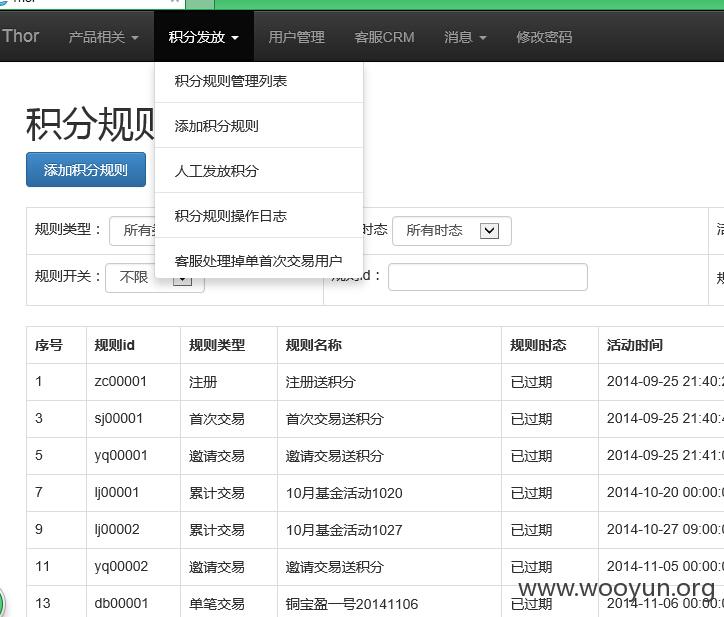 Thor 产品相关 积分发放 用户管理 客服CRM 消息 修改密码
积分规则管理列表
积分规则
添加积分规则
添加积分规则
人工发放积分
积分规则操作日志
规则类型： 所有 时态 所有时态
客服处理掉单首次交易用户
规则开关： 不限 规则id：
序号 规则id 规则类型 规则名称 规则时态 活动时间
1 zc00001 注册 注册送积分 已过期 2014-09-25 21:40:2
3 sj00001 首次交易 首次交易送积分 已过期 2014-09-25 21:40:4
5 yq00001 邀请交易 邀请交易送积分 已过期 2014-09-25 21:41:0
7 lj00001 累计交易 10月基金活动1020 已过期 2014-10-20 00:00:0
9 lj00002 累计交易 10月基金活动1027 已过期 2014-10-27 09:00:0
11 yq00002 邀请交易 邀请交易送积分 已过期 2014-11-05 00:00:0
www.wooyun.org
13 db00001 单笔交易 铜宝盈一号20141106 已过期 2014-11-06 00:00:0